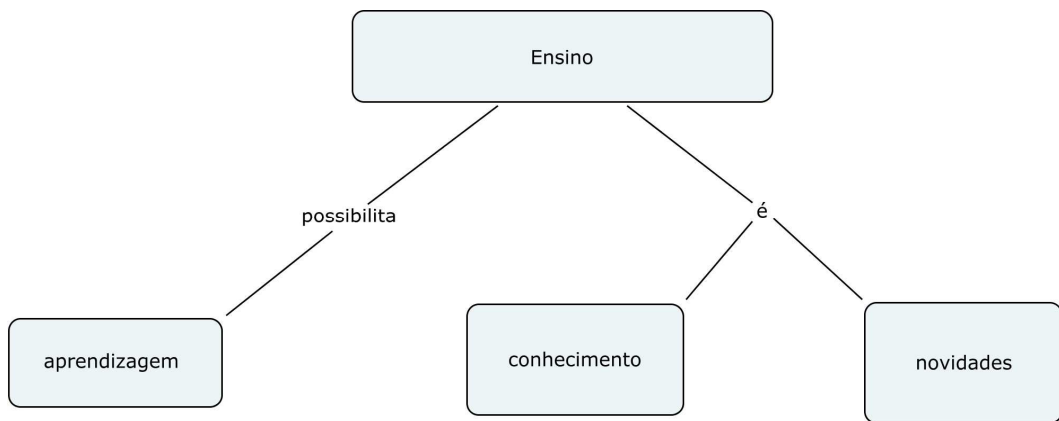 Ensino
possibilita
é
aprendizagem
conhecimento
novidades